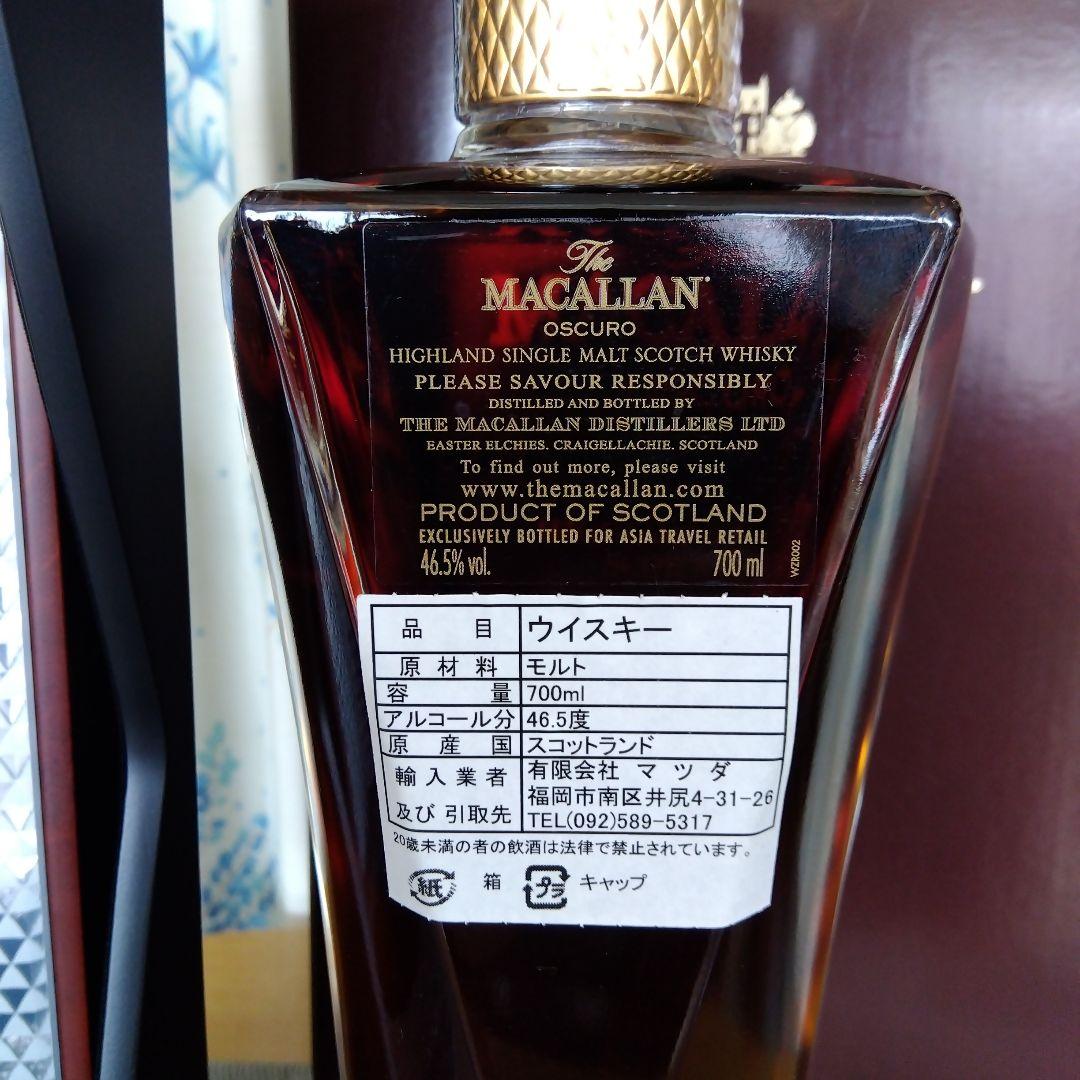 The
MACALLAN
OSCURO
HIGHLAND SINGLE MALT SCOTCH WHISKY
PLEASE SAVOUR RESPONSIBLY
DISTILLED AND BOTTLED BY
THE MACALLAN DISTILLERS LTD
EASTER ELCHIES. CRAIGELLACHIE. SCOTLAND
To find out more, please visit
www.themacallan.com
PRODUCT OF SCOTLAND
EXCLUSIVELY BOTTLED FOR ASIA TRAVEL RETAIL
46.5% vol. 700 ml
WZR002
品目 ウイスキー
原材料 モルト
容量 700ml
アルコール分 46.5度
原産国 スコットランド
輸入業者 有限会社 マツダ
及び引取先 福岡市南区井尻4-31-26
TEL(092)589-5317
20歳未満の者の飲酒は法律で禁止されています。
紙 箱 プラ キャップ